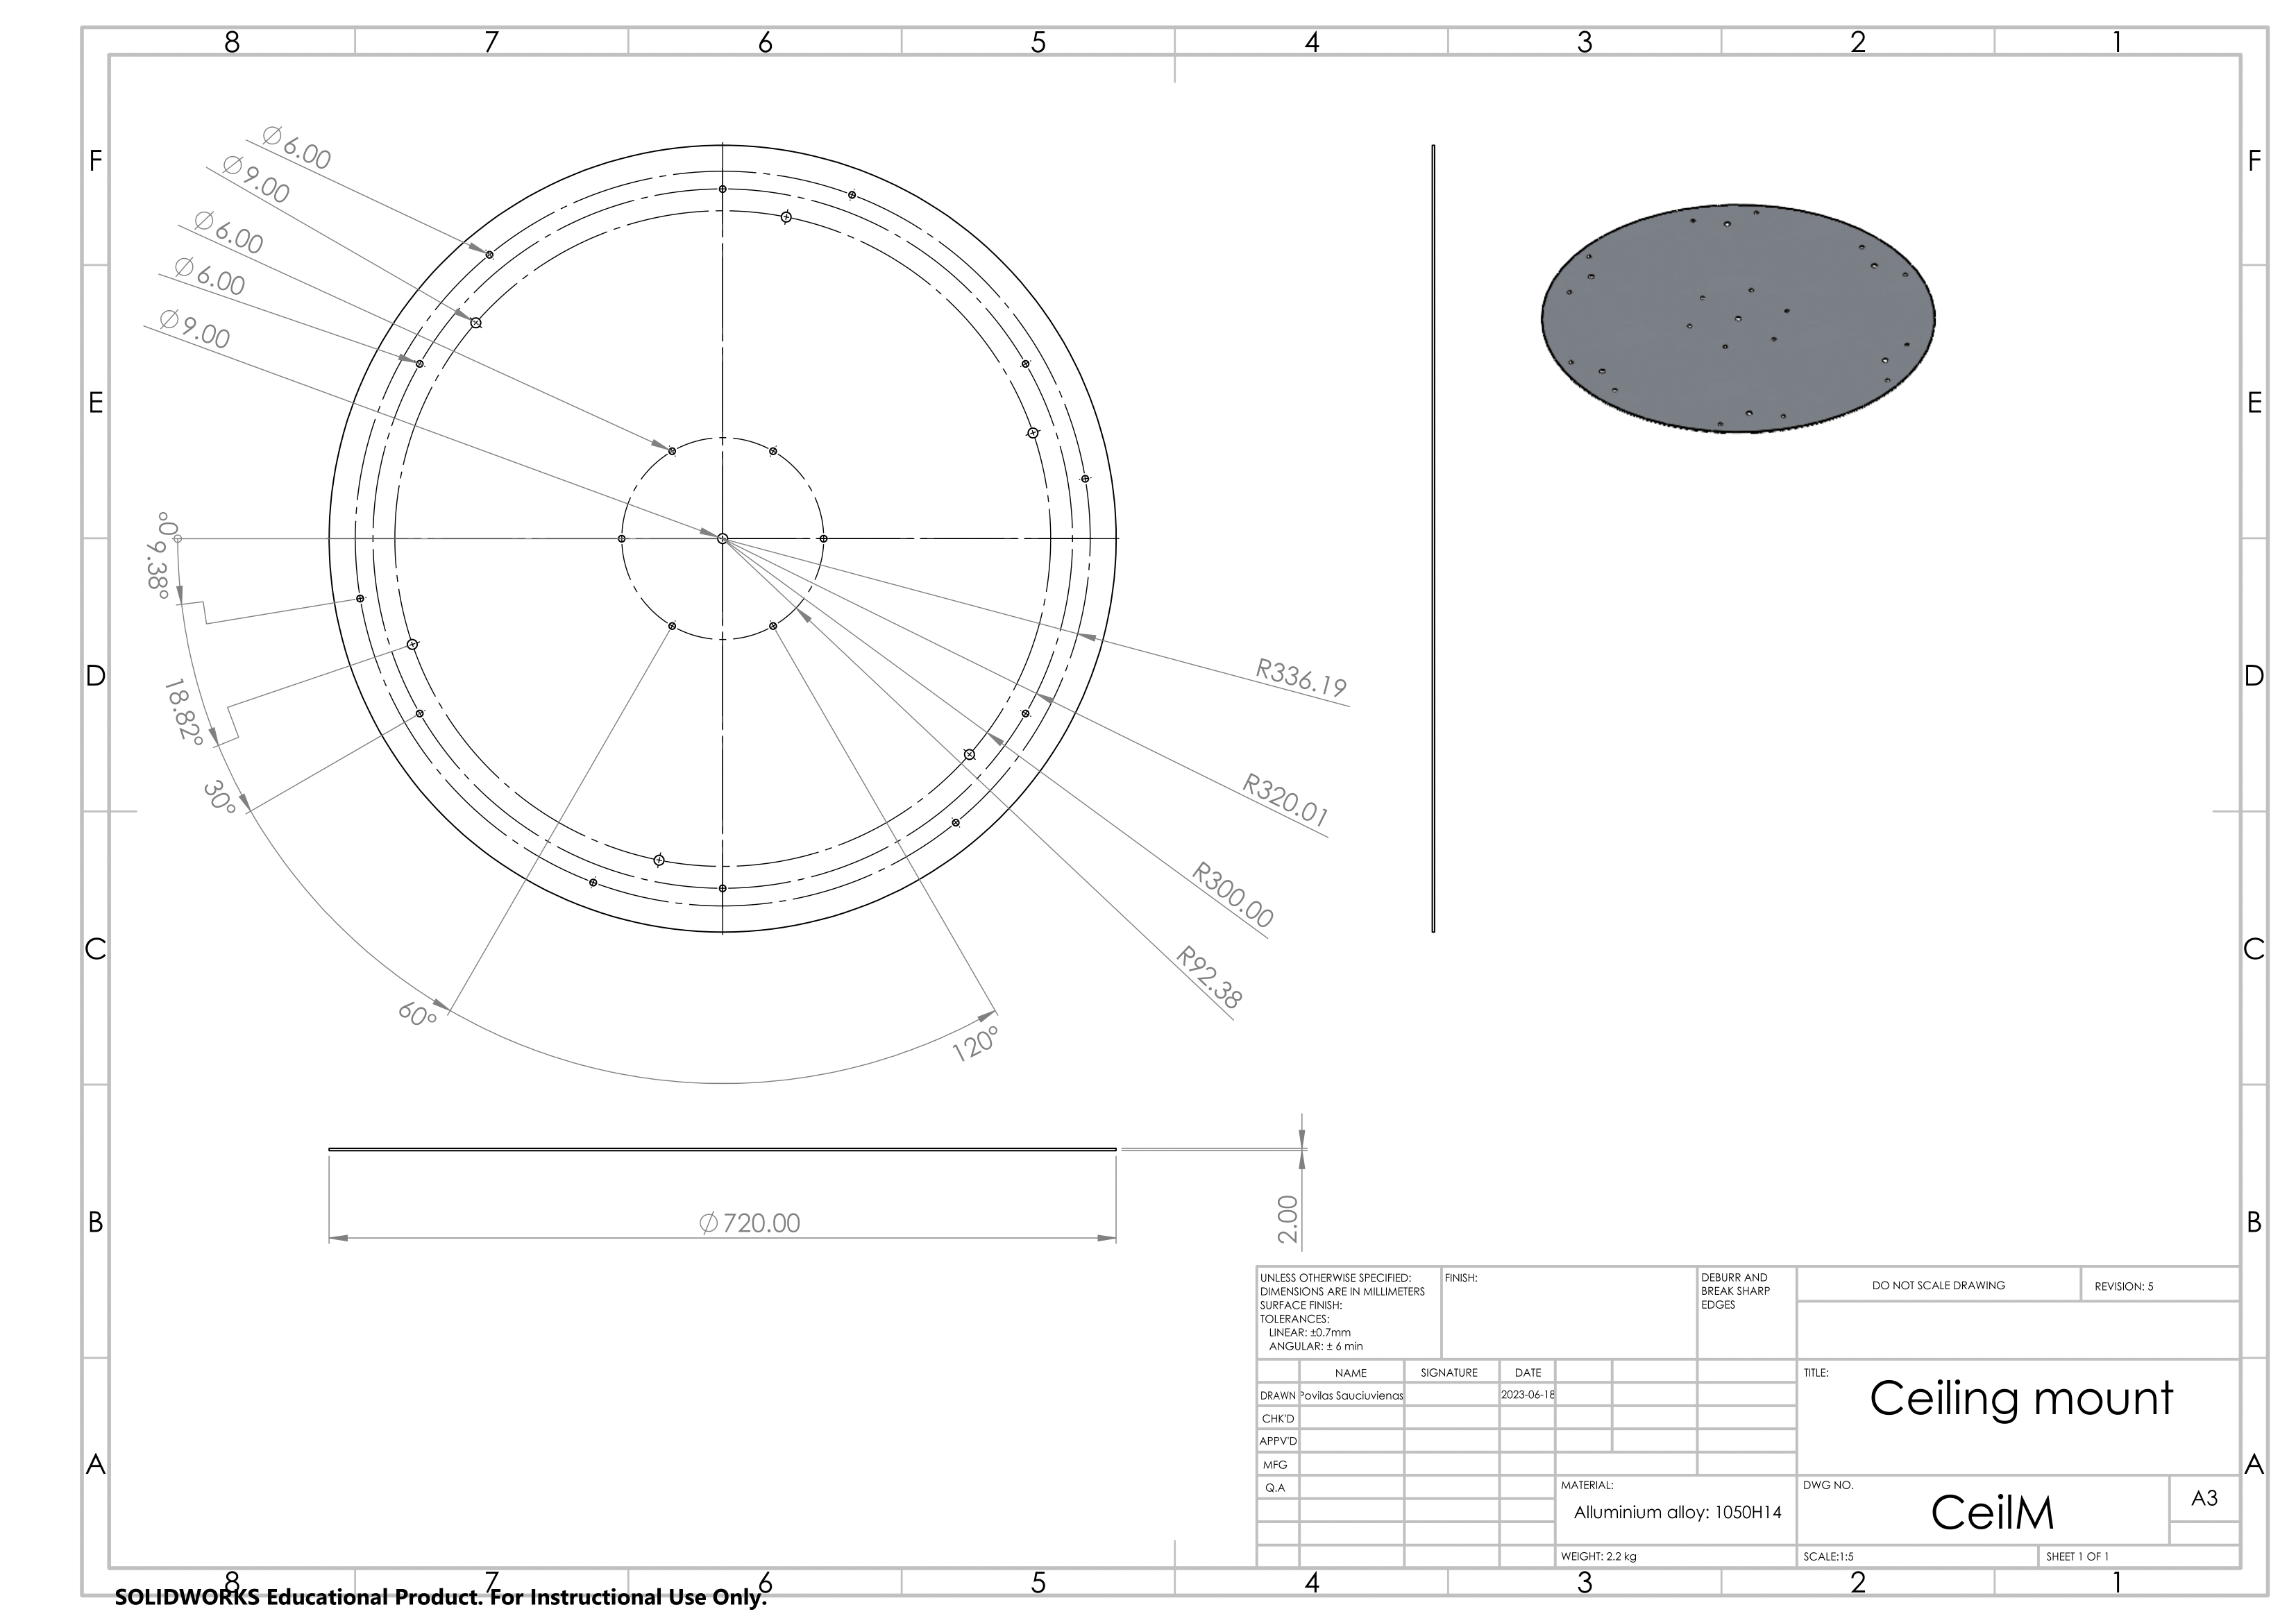 8 7 6 5 4 3 2 1
F
E
D
C
B
A
F
E
D
C
B
A
∅6.00
∅9.00
∅6.00
∅6.00
∅9.00
0°
9.38°
18.82°
30°
60°
120°
R336.19
R320.01
R300.00
R92.38
∅720.00
2.00
UNLESS OTHERWISE SPECIFIED:
DIMENSIONS ARE IN MILLIMETERS
SURFACE FINISH:
TOLERANCES:
LINEAR: ±0.7mm
ANGULAR: ± 6 min
FINISH:
DEBURR AND
BREAK SHARP
EDGES
DO NOT SCALE DRAWING
REVISION: 5
NAME SIGNATURE DATE
DRAWN Povilas Sauciuvienas 2023-06-18
CHK'D
APPV'D
MFG
Q.A
TITLE:
Ceiling mount
MATERIAL:
Alluminium alloy: 1050H14
DWG NO.
CeilM
A3
WEIGHT: 2.2 kg
SCALE:1:5
SHEET 1 OF 1
8 7 6 5 4 3 2 1
SOLIDWORKS Educational Product. For Instructional Use Only.